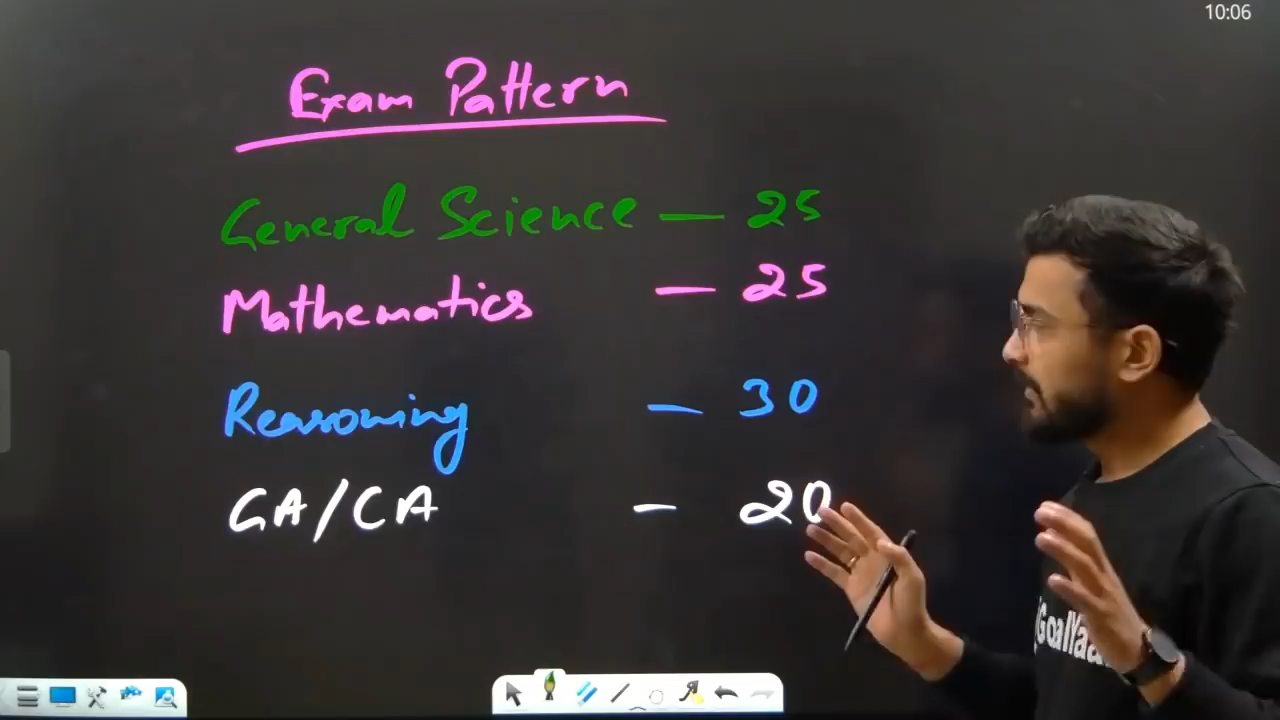 10:06
Exam Pattern
General Science — 25
Mathematics — 25
Reasoning — 30
GA/CA — 20